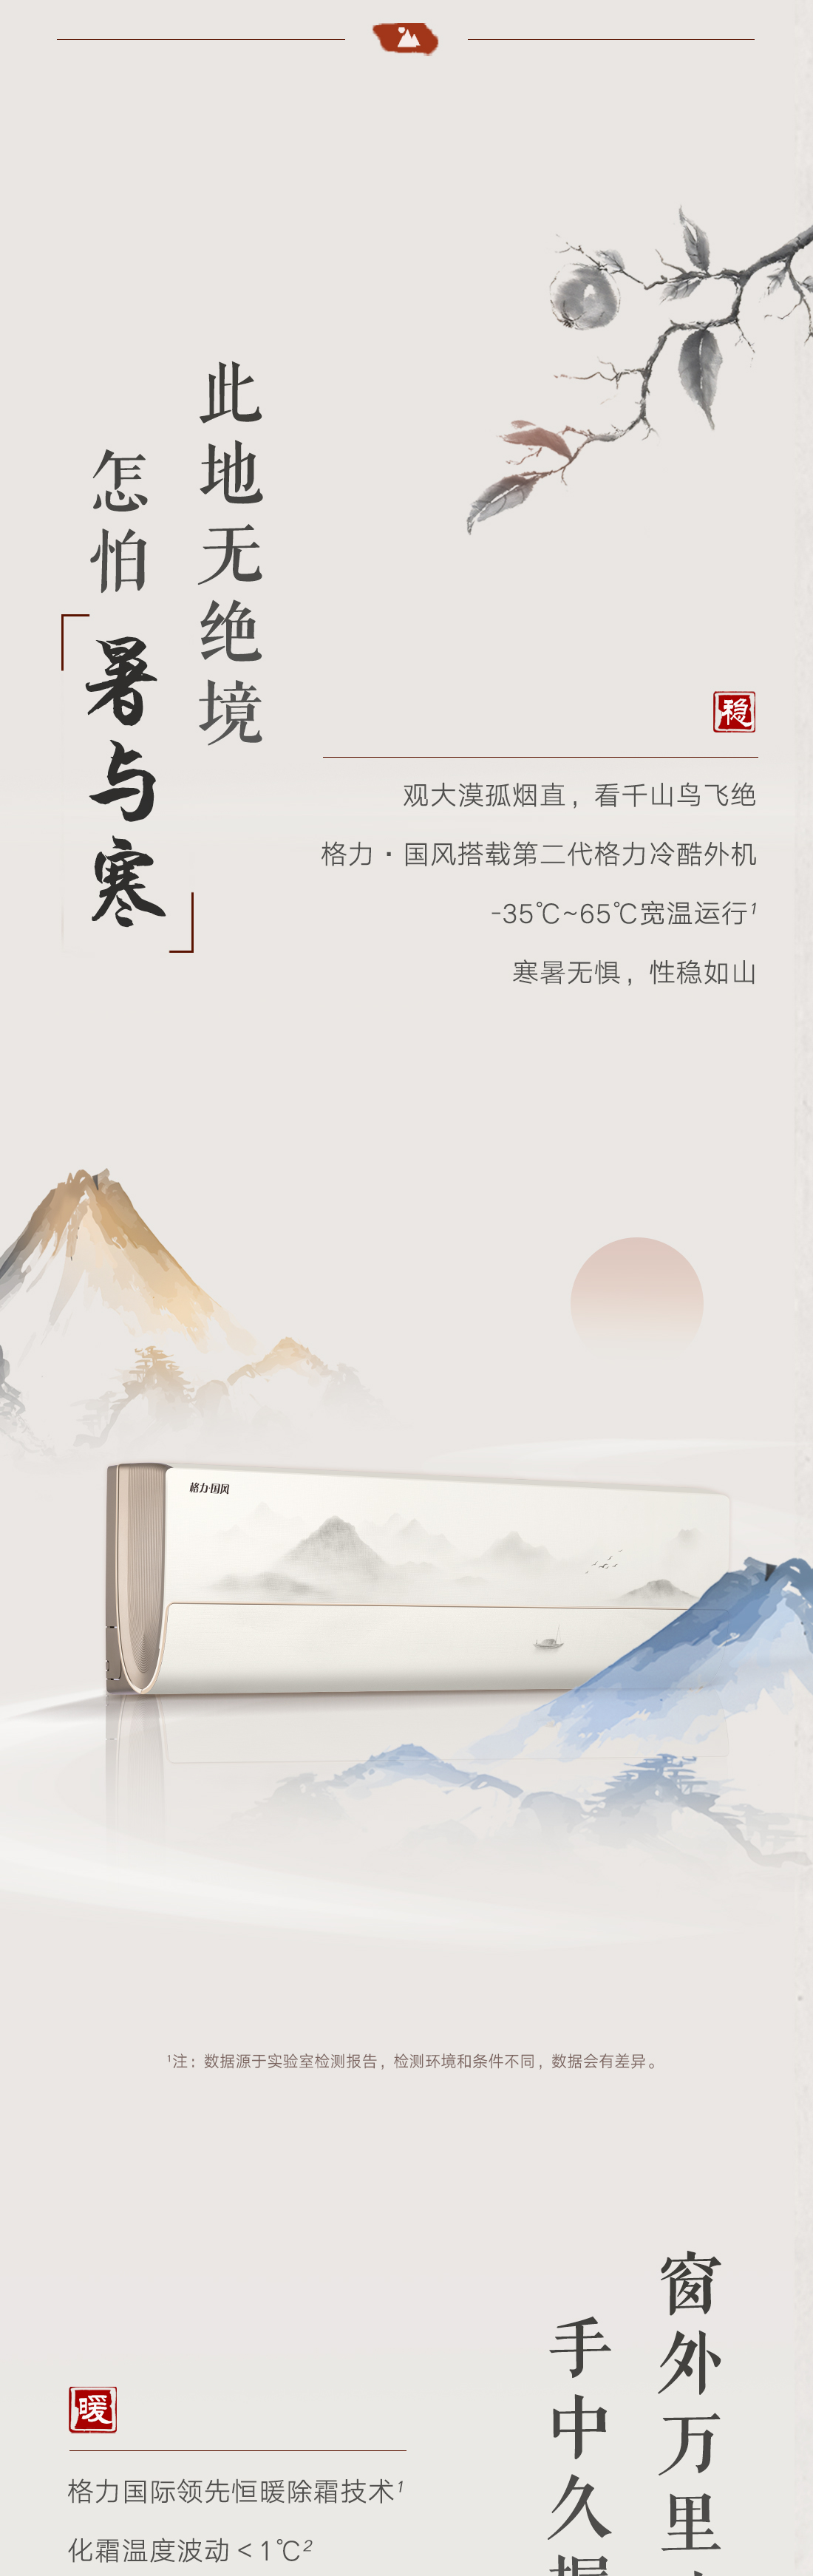 此地无绝境
怎怕
暑与寒
稳
观大漠孤烟直，看千山鸟飞绝
格力·国风搭载第二代格力冷酷外机
-35℃~65℃宽温运行¹
寒暑无惧，性稳如山
格力·国风
¹注：数据源于实验室检测报告，检测环境和条件不同，数据会有差异。
窗外万里
手中久握
暖
格力国际领先恒暖除霜技术¹
化霜温度波动<1℃²